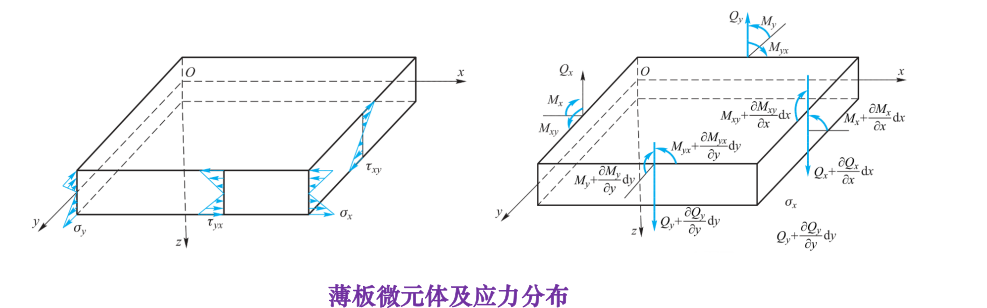 O
x
τxy
τyx
σx
σy
y
z
Qy
My
Myx
Qx
Mx
Mxy
O
x
Mxy+∂Mxy/∂x dx
Mx+∂Mx/∂x dx
Myx+∂Myx/∂y dy
My+∂My/∂y dy
Qx+∂Qx/∂x dx
Qy+∂Qy/∂y dy
σx
Qy+∂Qy/∂y dy
y
z
薄板微元体及应力分布